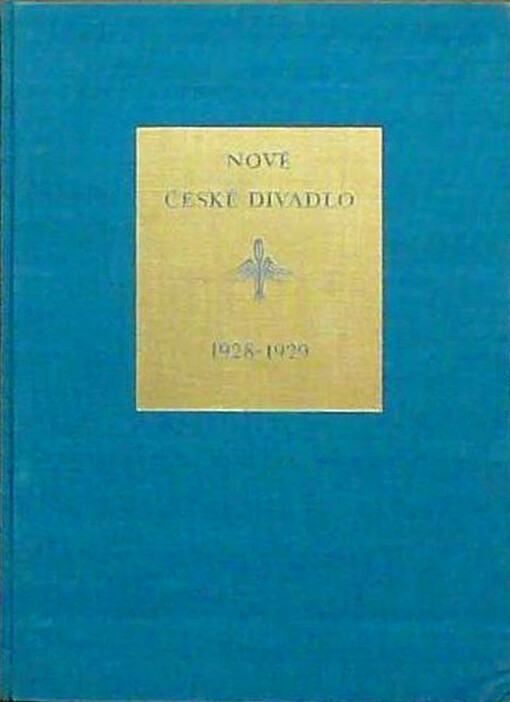 NOVÉ
ČESKÉ DIVADLO
1928-1929